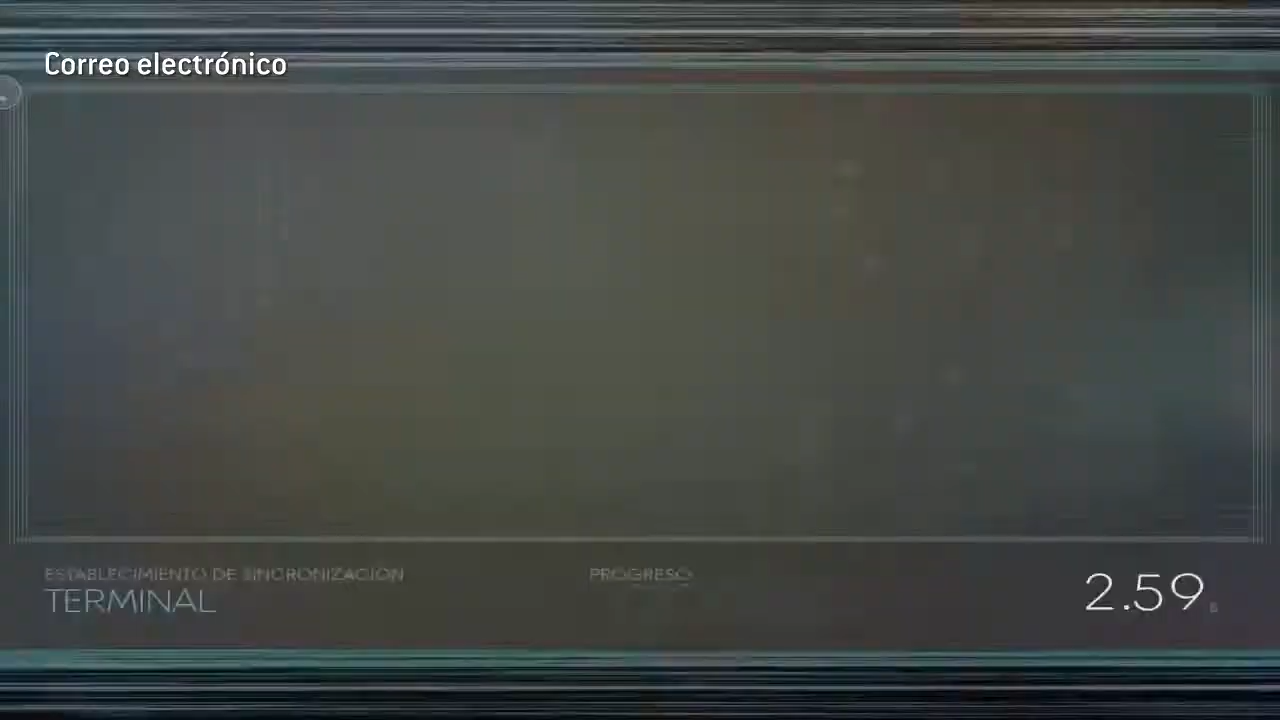 Correo electrónico
ESTABLECIMIENTO DE SINCRONIZACIÓN
PROGRESO
TERMINAL
2.59